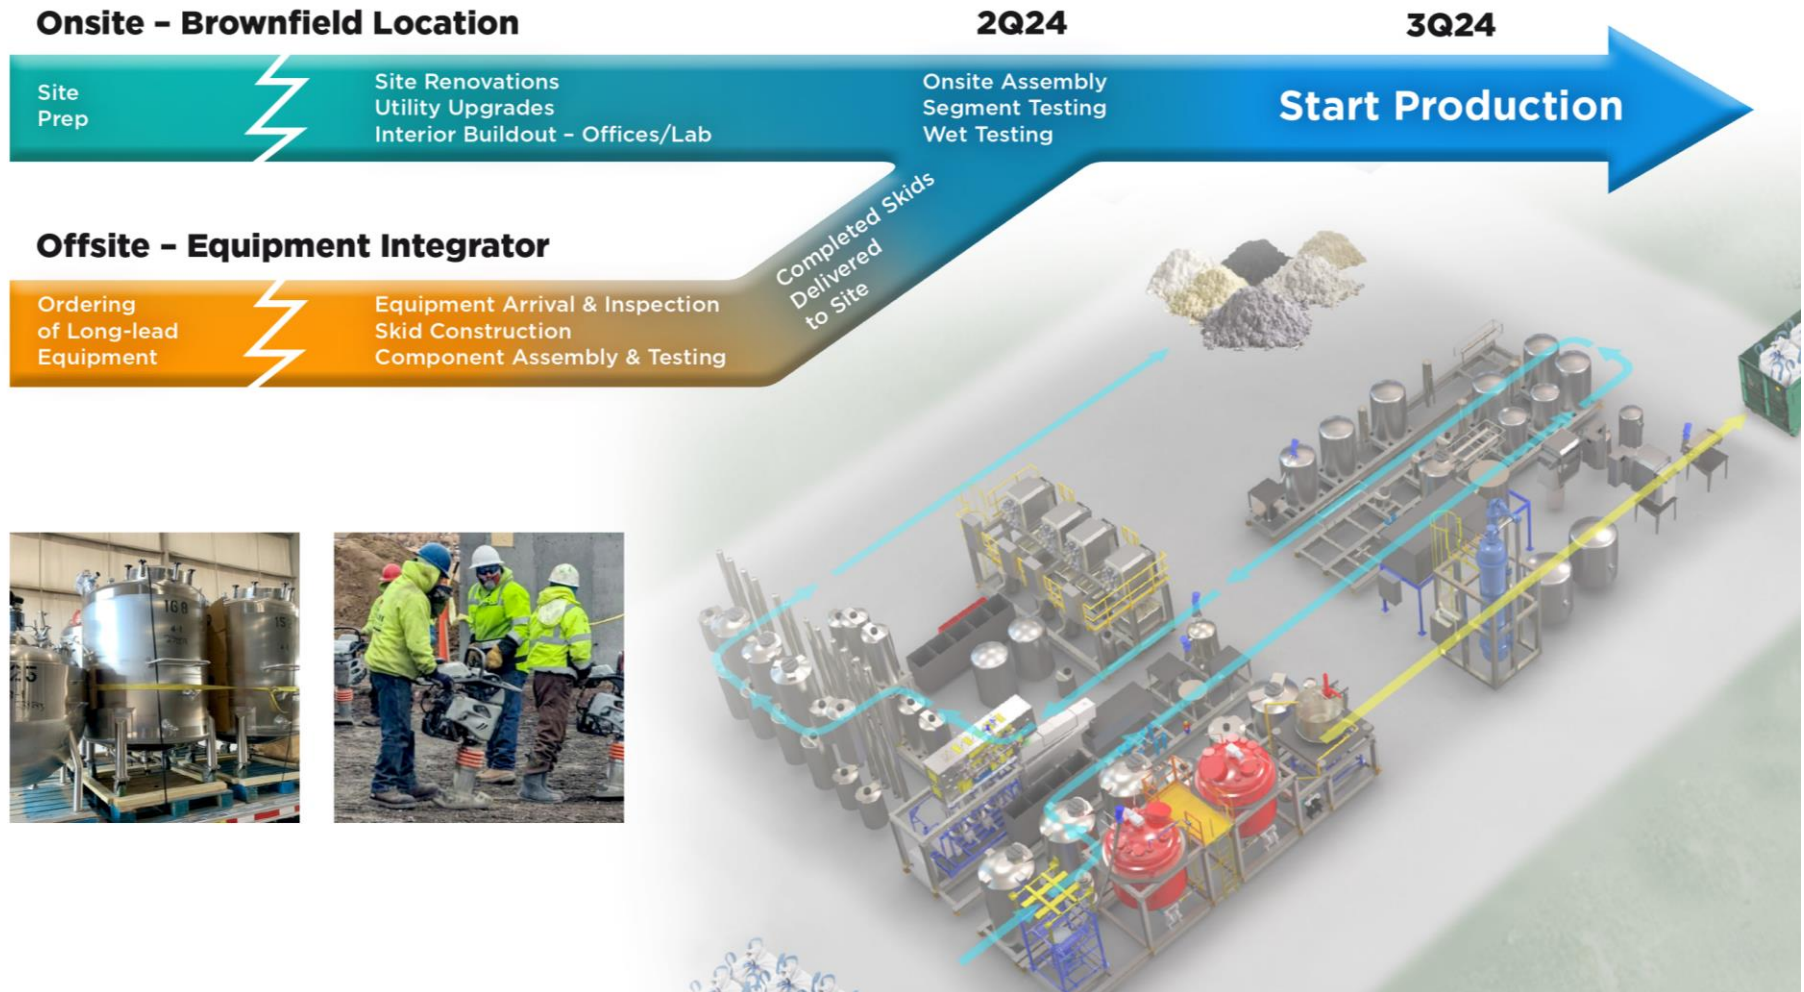 Onsite – Brownfield Location
2Q24
3Q24
Site
Prep
Site Renovations
Utility Upgrades
Interior Buildout – Offices/Lab
Onsite Assembly
Segment Testing
Wet Testing
Start Production
Completed Skids
Delivered
to Site
Offsite – Equipment Integrator
Ordering
of Long-lead
Equipment
Equipment Arrival & Inspection
Skid Construction
Component Assembly & Testing